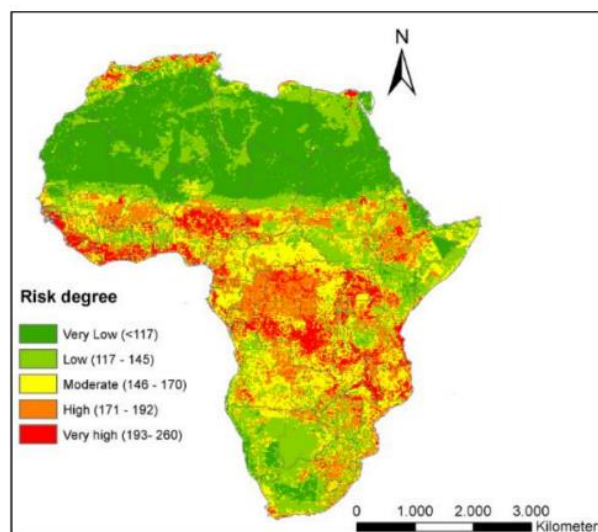 N
Risk degree
Very Low (<117)
Low (117 - 145)
Moderate (146 - 170)
High (171 - 192)
Very high (193- 260)
0 1.000 2.000 3.000
Kilometer